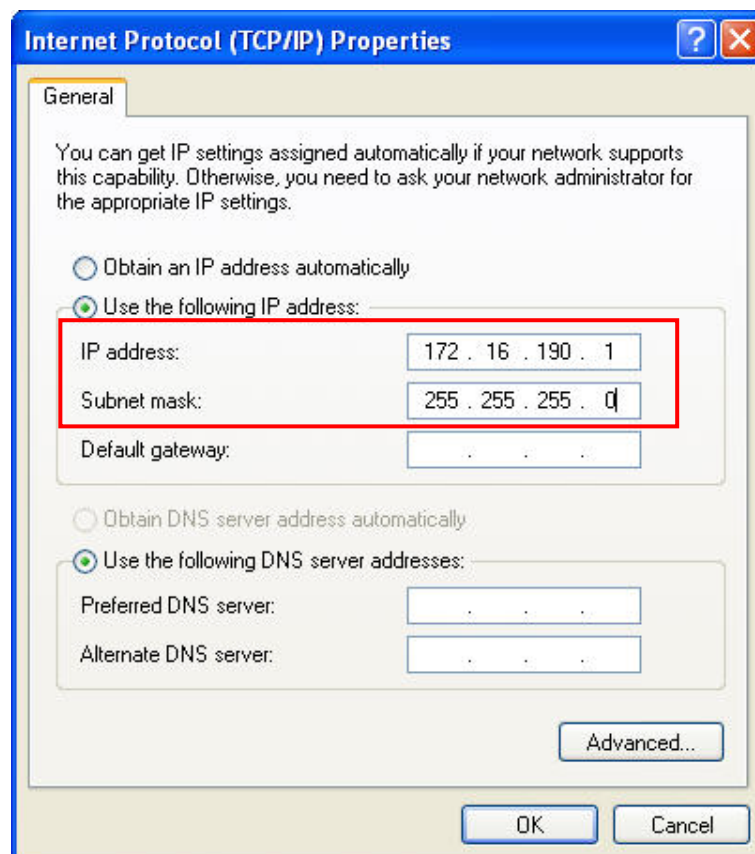 Internet Protocol (TCP/IP) Properties
General
You can get IP settings assigned automatically if your network supports
this capability. Otherwise, you need to ask your network administrator for
the appropriate IP settings.
Obtain an IP address automatically
Use the following IP address:
IP address: 172 . 16 . 190 . 1
Subnet mask: 255 . 255 . 255 . 0
Default gateway: . . .
Obtain DNS server address automatically
Use the following DNS server addresses:
Preferred DNS server: . . .
Alternate DNS server: . . .
Advanced...
OK Cancel